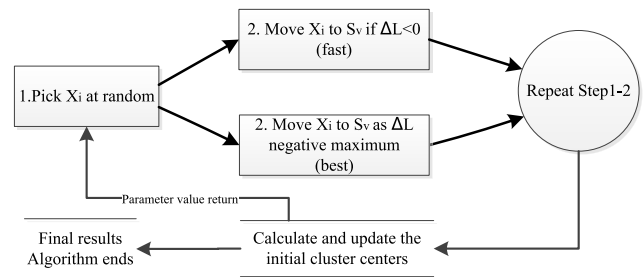 2. Move Xi to Sv if ΔL<0
(fast)
1.Pick Xi at random
Repeat Step1-2
2. Move Xi to Sv as ΔL
negative maximum
(best)
Parameter value return
Final results
Algorithm ends
Calculate and update the
initial cluster centers